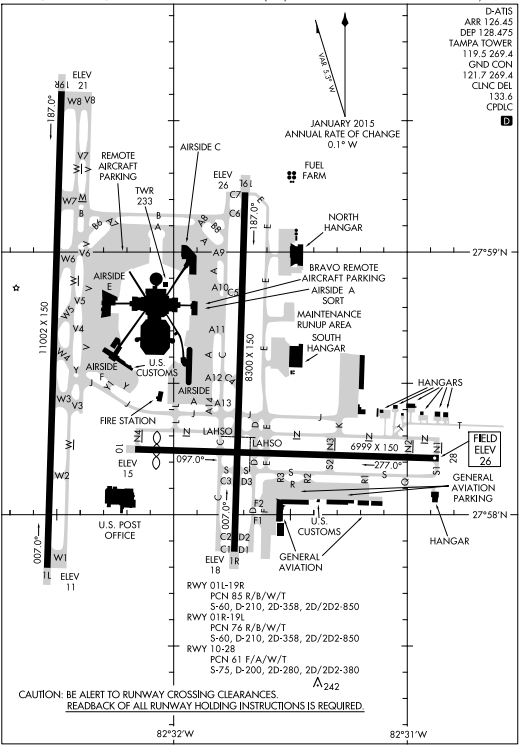 D-ATIS
ARR 126.45
DEP 128.475
TAMPA TOWER
119.5 269.4
GND CON
121.7 269.4
CLNC DEL
133.6
CPDLC
D
VAR 5.3° W
JANUARY 2015
ANNUAL RATE OF CHANGE
0.1° W
19R
ELEV
21
W8 V8
187.0°
V7
W
V
W7 M
B
REMOTE
AIRCRAFT
PARKING
TWR
233
AIRSIDE C
ELEV
26
19L
C7
C6
187.0°
E
FUEL
FARM
NORTH
HANGAR
B6 A7
B
A
A8
B8
A
V6
W6
A9
27°59'N
AIRSIDE
E
BRAVO REMOTE
AIRCRAFT PARKING
AIRSIDE A
SORT
A10
C5
MAINTENANCE
RUNUP AREA
SOUTH
HANGAR
11002 X 150
8300 X 150
W
V5
W5
V4
A11
V
W4
Y
AIRSIDE
F
U.S.
CUSTOMS
A
C
E
A12
C4
J
M
Y
W3
V3
J
A
A14
A13
FIRE STATION
J
K
HANGARS
T
T
LAHSO
LAHSO
10
N4
N
N
N3
N
N2
N
N1
6999 X 150
28
FIELD
ELEV
26
W
ELEV
15
097.0°
277.0°
S
S
S
S
S1
C3
D3
R3
R
R2
R1
Q
W2
C
D
GENERAL
AVIATION
PARKING
007.0°
007.0°
F2
F1
U.S.
CUSTOMS
27°58'N
U.S. POST
OFFICE
HANGAR
C2
D2
C1
D1
W1
1L
ELEV
11
ELEV
18
1R
GENERAL
AVIATION
RWY 01L-19R
PCN 85 R/B/W/T
S-60, D-210, 2D-358, 2D/2D2-850
RWY 01R-19L
PCN 76 R/B/W/T
S-60, D-210, 2D-358, 2D/2D2-850
RWY 10-28
PCN 61 F/A/W/T
S-75, D-200, 2D-280, 2D/2D2-380
242
CAUTION: BE ALERT TO RUNWAY CROSSING CLEARANCES.
READBACK OF ALL RUNWAY HOLDING INSTRUCTIONS IS REQUIRED.
82°32'W
82°31'W